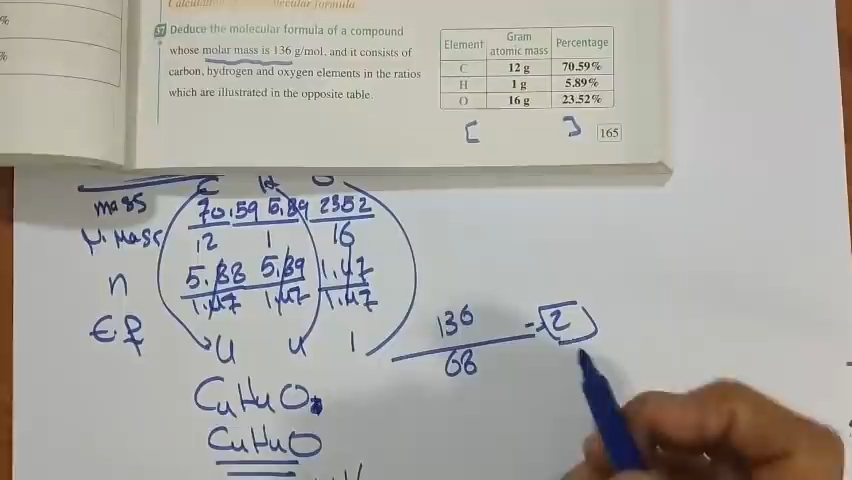 %
%
37 Deduce the molecular formula of a compound
whose molar mass is 136 g/mol, and it consists of
carbon, hydrogen and oxygen elements in the ratios
which are illustrated in the opposite table.
Element Gram atomic mass Percentage
C 12 g 70.59%
H 1 g 5.89%
O 16 g 23.52%
[ ]
165
C H O
mass 70.59 5.89 2352
M. Mass 12 1 16
n 5.88 5.89 1.47
1.47 1.47 1.47
E.F 4 4 1
136
68
= 2
C4H4O
C4H4O